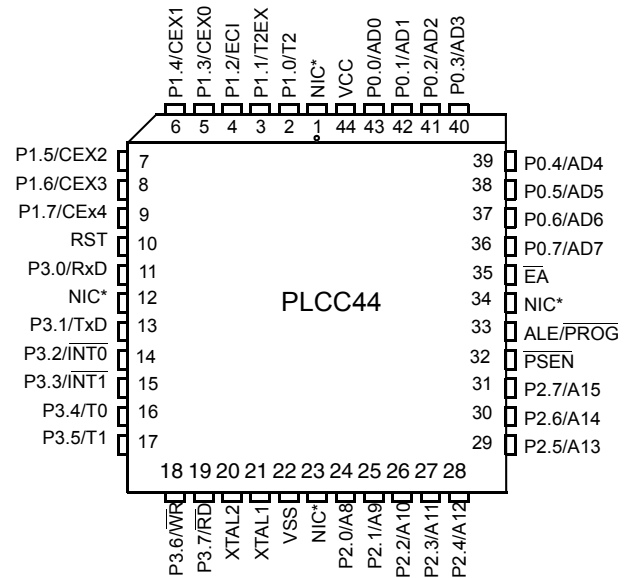 P1.4/CEX1
P1.3/CEX0
P1.2/ECI
P1.1/T2EX
P1.0/T2
NIC*
VCC
P0.0/AD0
P0.1/AD1
P0.2/AD2
P0.3/AD3
6 5 4 3 2 1 44 43 42 41 40
P1.5/CEX2 7 39 P0.4/AD4
P1.6/CEX3 8 38 P0.5/AD5
P1.7/CEx4 9 37 P0.6/AD6
RST 10 36 P0.7/AD7
P3.0/RxD 11 35 E̅A̅
NIC* 12 PLCC44 34 NIC*
P3.1/TxD 13 33 ALE/P̅R̅O̅G̅
P3.2/I̅N̅T̅0̅ 14 32 P̅S̅E̅N̅
P3.3/I̅N̅T̅1̅ 15 31 P2.7/A15
P3.4/T0 16 30 P2.6/A14
P3.5/T1 17 29 P2.5/A13
18 19 20 21 22 23 24 25 26 27 28
P3.6/W̅R̅
P3.7/R̅D̅
XTAL2
XTAL1
VSS
NIC*
P2.0/A8
P2.1/A9
P2.2/A10
P2.3/A11
P2.4/A12